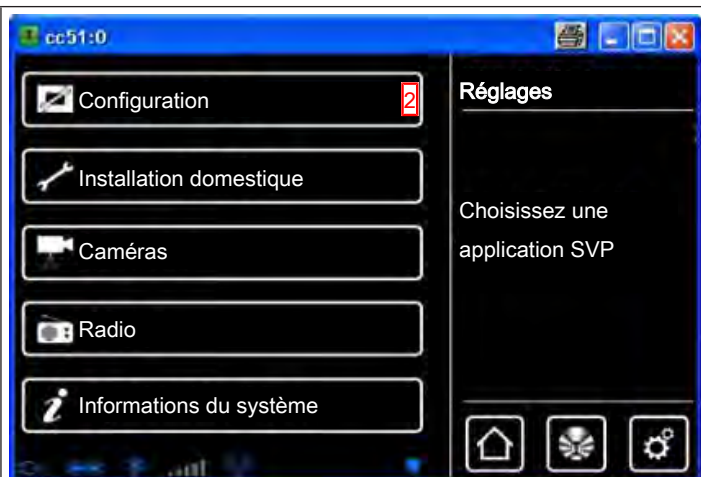 cc51:0
Configuration 2
Réglages
Installation domestique
Choisissez une
application SVP
Caméras
Radio
Informations du système